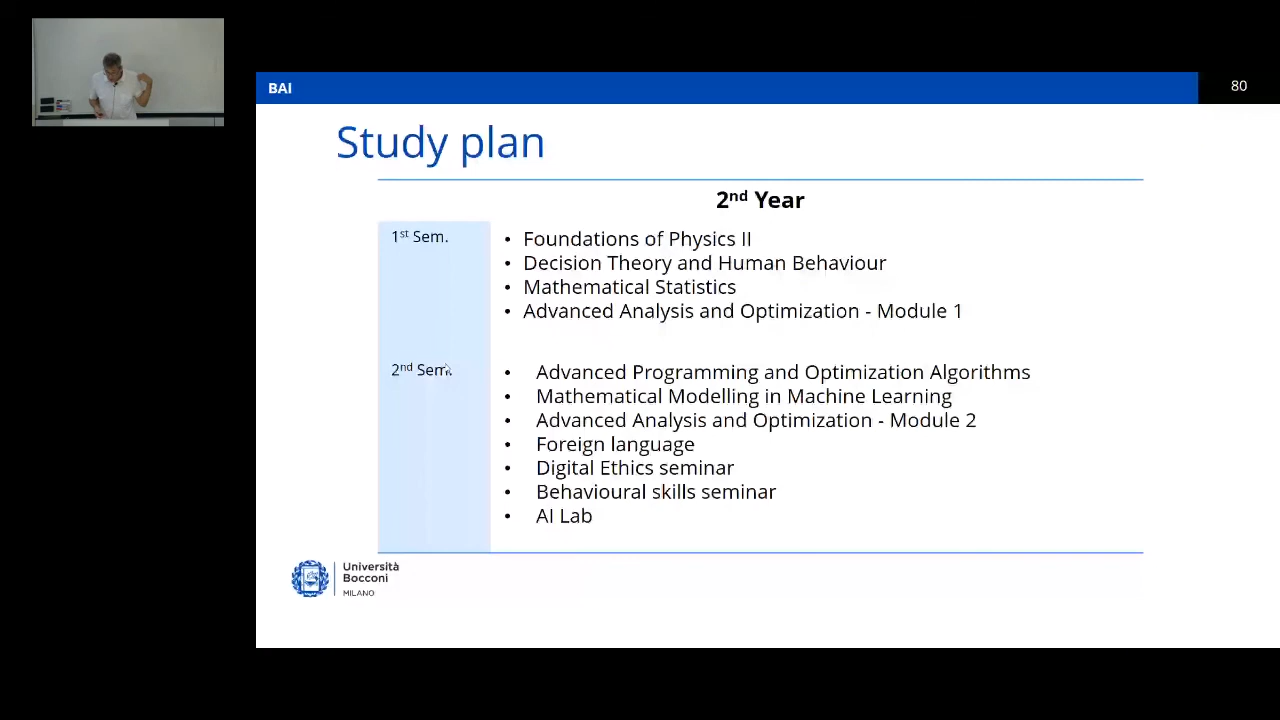 BAI
80
Study plan
2nd Year
1st Sem.
• Foundations of Physics II
• Decision Theory and Human Behaviour
• Mathematical Statistics
• Advanced Analysis and Optimization - Module 1
2nd Sem.
• Advanced Programming and Optimization Algorithms
• Mathematical Modelling in Machine Learning
• Advanced Analysis and Optimization - Module 2
• Foreign language
• Digital Ethics seminar
• Behavioural skills seminar
• AI Lab
Università
Bocconi
MILANO